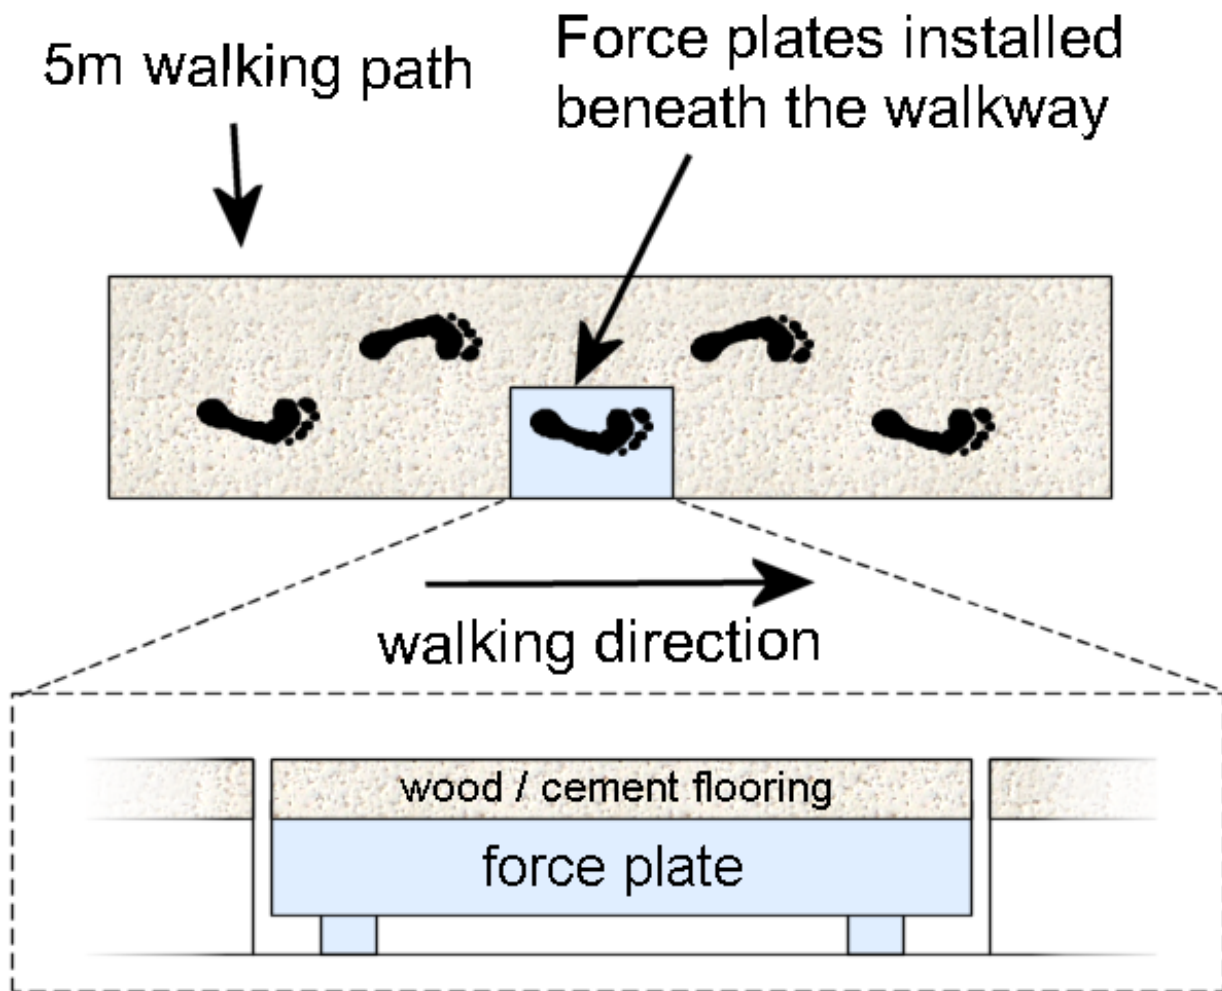 5m walking path
Force plates installed
beneath the walkway
walking direction
wood / cement flooring
force plate